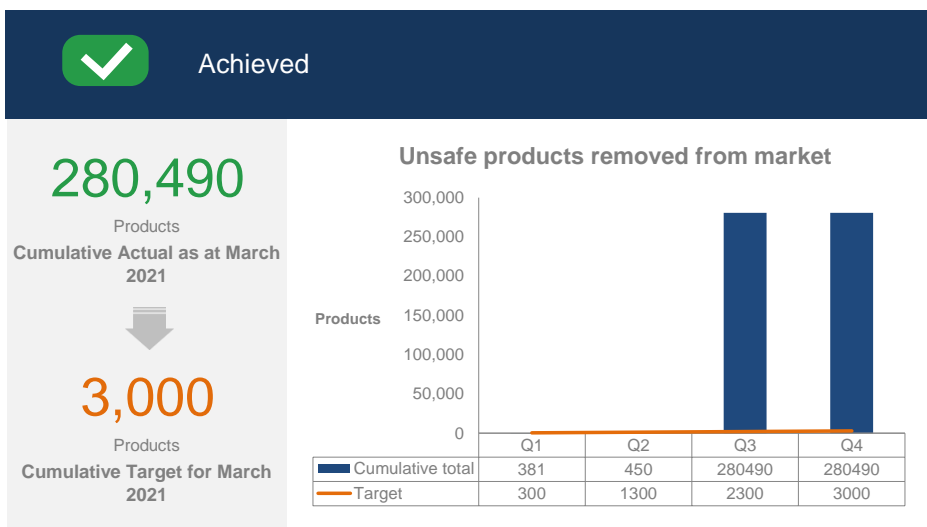 Achieved
280,490
Products
Cumulative Actual as at March
2021
3,000
Products
Cumulative Target for March
2021
Unsafe products removed from market
300,000
250,000
200,000
Products 150,000
100,000
50,000
0
Q1 Q2 Q3 Q4
Cumulative total 381 450 280490 280490
Target 300 1300 2300 3000